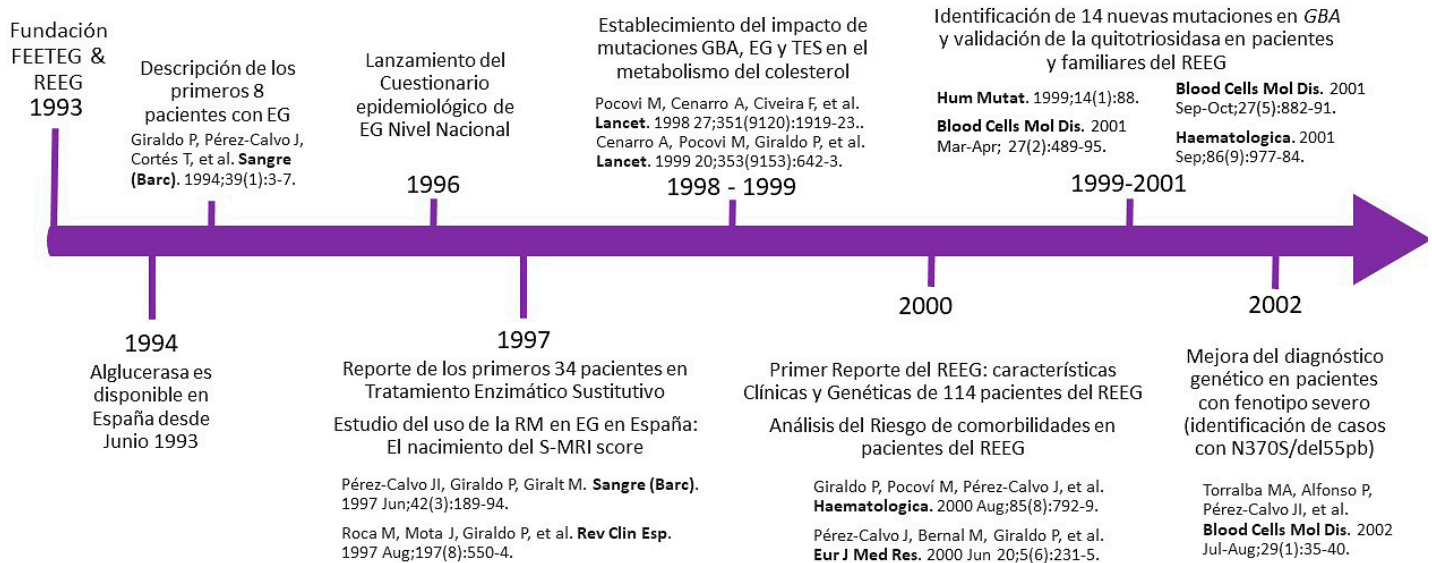 Fundación
FEETEG &
REEG
1993
Descripción de los
primeros 8
pacientes con EG
Giraldo P, Pérez-Calvo J,
Cortés T, et al. Sangre
(Barc). 1994;39(1):3-7.
Lanzamiento del
Cuestionario
epidemiológico de
EG Nivel Nacional
1996
Establecimiento del impacto de
mutaciones GBA, EG y TES en el
metabolismo del colesterol
Pocovi M, Cenarro A, Civeira F, et al.
Lancet. 1998 27;351(9120):1919-23..
Cenarro A, Pocovi M, Giraldo P, et al.
Lancet. 1999 20;353(9153):642-3.
1998 - 1999
Identificación de 14 nuevas mutaciones en GBA
y validación de la quitotriosidasa en pacientes
y familiares del REEG
Hum Mutat. 1999;14(1):88.
Blood Cells Mol Dis. 2001
Mar-Apr; 27(2):489-95.
Blood Cells Mol Dis. 2001
Sep-Oct;27(5):882-91.
Haematologica. 2001
Sep;86(9):977-84.
1999-2001
1994
Alglucerasa es
disponible en
España desde
Junio 1993
1997
Reporte de los primeros 34 pacientes en
Tratamiento Enzimático Sustitutivo
Estudio del uso de la RM en EG en España:
El nacimiento del S-MRI score
Pérez-Calvo JI, Giraldo P, Giralt M. Sangre (Barc).
1997 Jun;42(3):189-94.
Roca M, Mota J, Giraldo P, et al. Rev Clin Esp.
1997 Aug;197(8):550-4.
2000
Primer Reporte del REEG: características
Clínicas y Genéticas de 114 pacientes del REEG
Análisis del Riesgo de comorbilidades en
pacientes del REEG
Giraldo P, Pocoví M, Pérez-Calvo J, et al.
Haematologica. 2000 Aug;85(8):792-9.
Pérez-Calvo J, Bernal M, Giraldo P, et al.
Eur J Med Res. 2000 Jun 20;5(6):231-5.
2002
Mejora del diagnóstico
genético en pacientes
con fenotipo severo
(identificación de casos
con N370S/del55pb)
Torralba MA, Alfonso P,
Pérez-Calvo JI, et al.
Blood Cells Mol Dis. 2002
Jul-Aug;29(1):35-40.